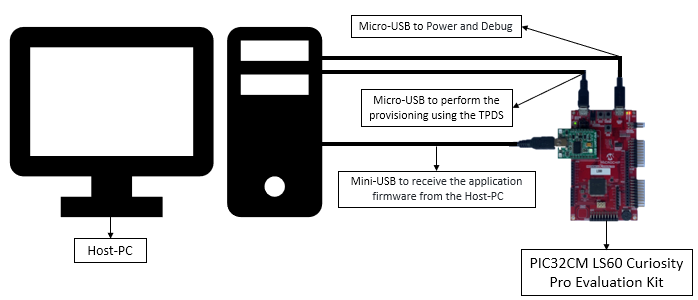 Micro-USB to Power and Debug
Micro-USB to perform the
provisioning using the TPDS
Mini-USB to receive the application
firmware from the Host-PC
Host-PC
PIC32CM LS60 Curiosity
Pro Evaluation Kit